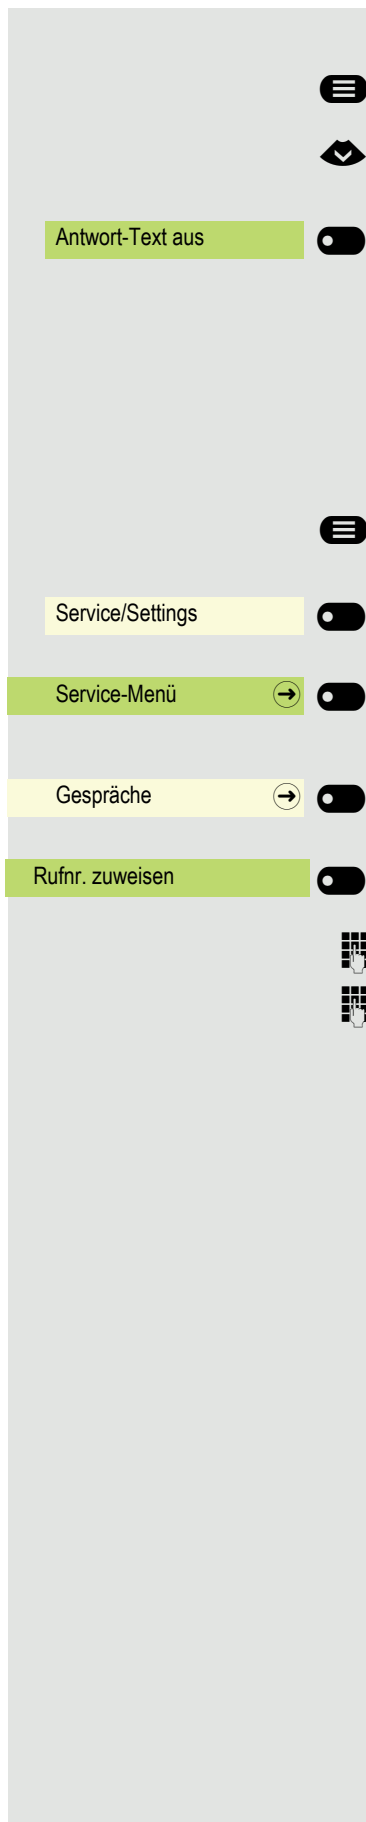 Antwort-Text aus
Service/Settings
Service-Menü
Gespräche
Rufnr. zuweisen